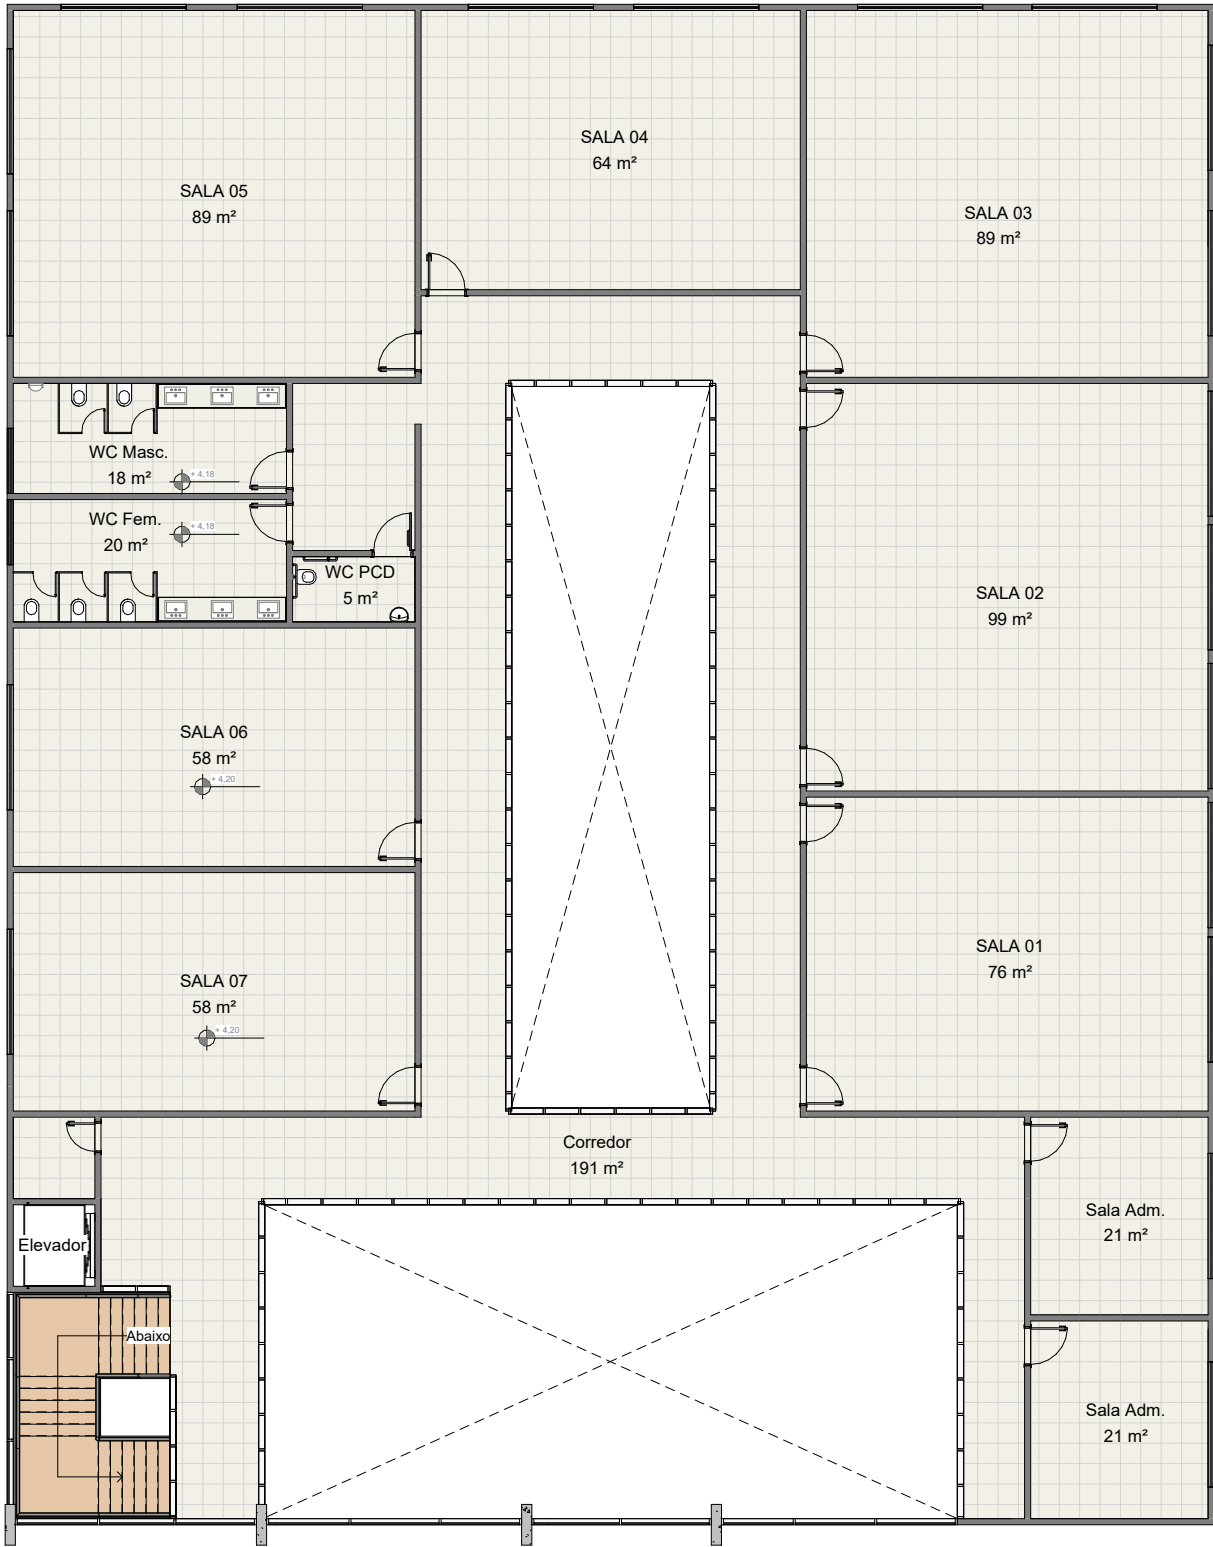 SALA 04
64 m²
SALA 05
89 m²
SALA 03
89 m²
WC Masc.
18 m²
+ 4,18
WC Fem.
20 m²
+ 4,18
WC PCD
5 m²
SALA 02
99 m²
SALA 06
58 m²
+ 4,20
SALA 01
76 m²
SALA 07
58 m²
+ 4,20
Corredor
191 m²
Sala Adm.
21 m²
Elevador
Abaixo
Sala Adm.
21 m²